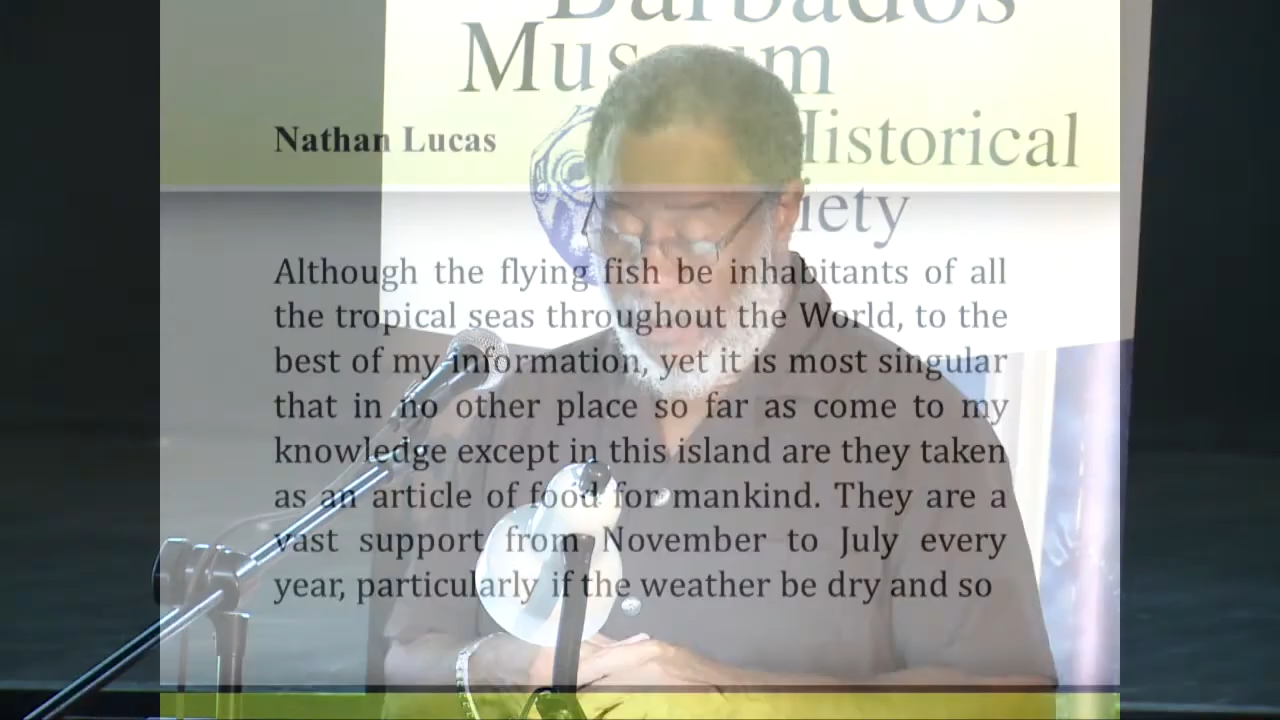 Barbados
Museum
Historical
Nathan Lucas
Although the flying fish be inhabitants of all
the tropical seas throughout the World, to the
best of my information, yet it is most singular
that in no other place so far as come to my
knowledge except in this island are they taken
as an article of food for mankind. They are a
vast support from November to July every
year, particularly if the weather be dry and so